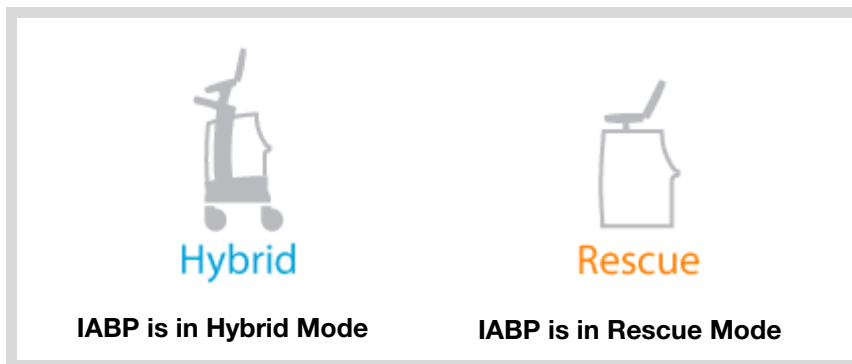 Hybrid
Rescue
IABP is in Hybrid Mode
IABP is in Rescue Mode